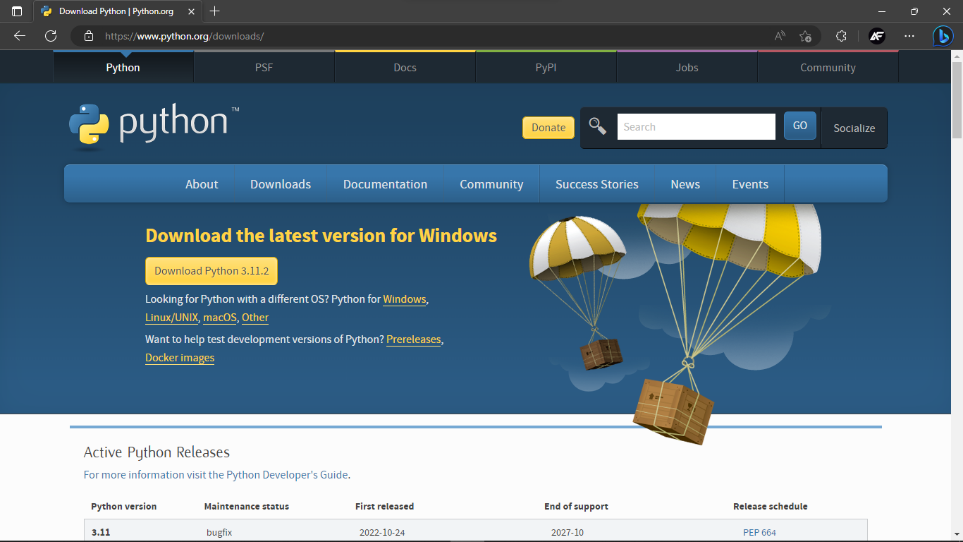 Download Python | Python.org
https://www.python.org/downloads/
Python PSF Docs PyPI Jobs Community
python™
Donate Search GO Socialize
About Downloads Documentation Community Success Stories News Events
Download the latest version for Windows
Download Python 3.11.2
Looking for Python with a different OS? Python for Windows,
Linux/UNIX, macOS, Other
Want to help test development versions of Python? Prereleases,
Docker images
Active Python Releases
For more information visit the Python Developer's Guide.
Python version Maintenance status First released End of support Release schedule
3.11 bugfix 2022-10-24 2027-10 PEP 664